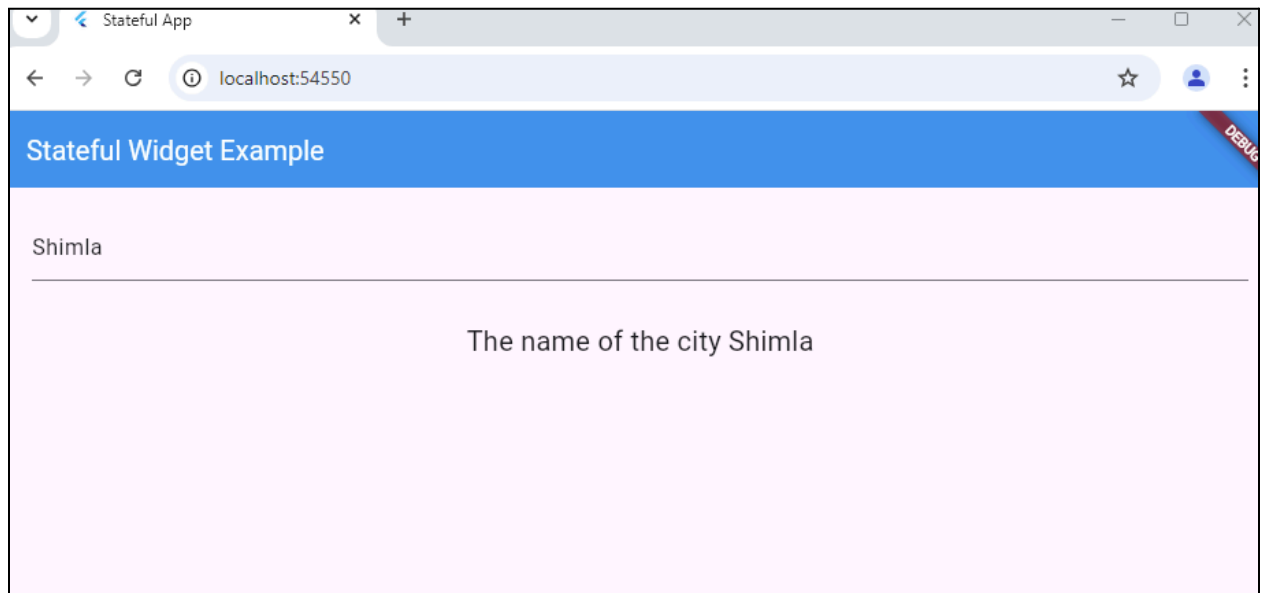 Stateful App
localhost:54550
Stateful Widget Example
DEBUG
Shimla
The name of the city Shimla